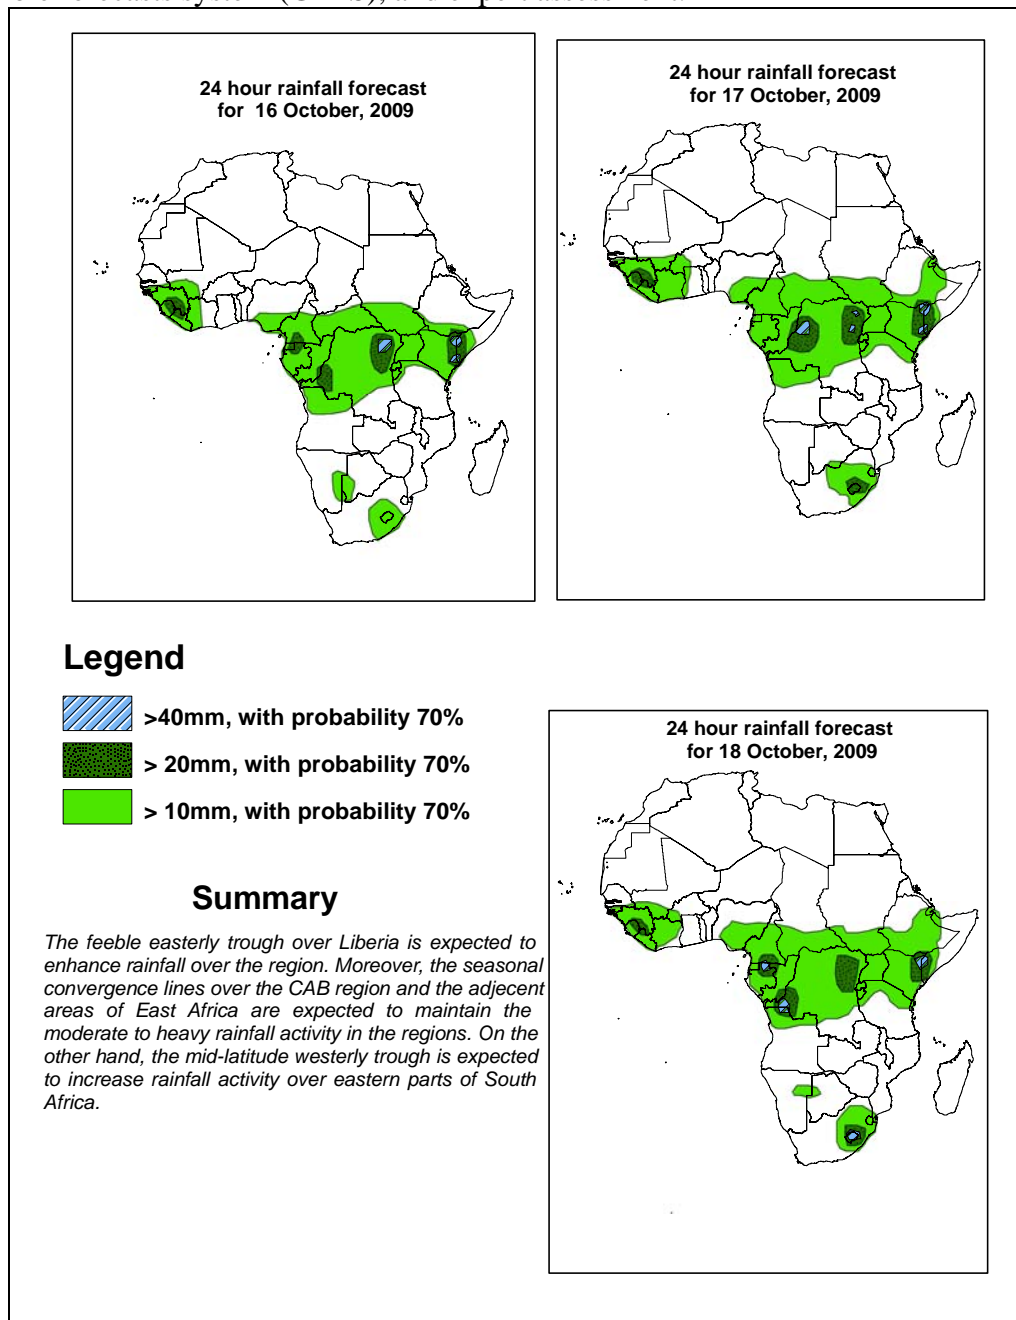 24 hour rainfall forecast
for 16 October, 2009
24 hour rainfall forecast
for 17 October, 2009
Legend
>40mm, with probability 70%
> 20mm, with probability 70%
> 10mm, with probability 70%
24 hour rainfall forecast
for 18 October, 2009
Summary
The feeble easterly trough over Liberia is expected to
enhance rainfall over the region. Moreover, the seasonal
convergence lines over the CAB region and the adjecent
areas of East Africa are expected to maintain the
moderate to heavy rainfall activity in the regions. On the
other hand, the mid-latitude westerly trough is expected
to increase rainfall activity over eastern parts of South
Africa.